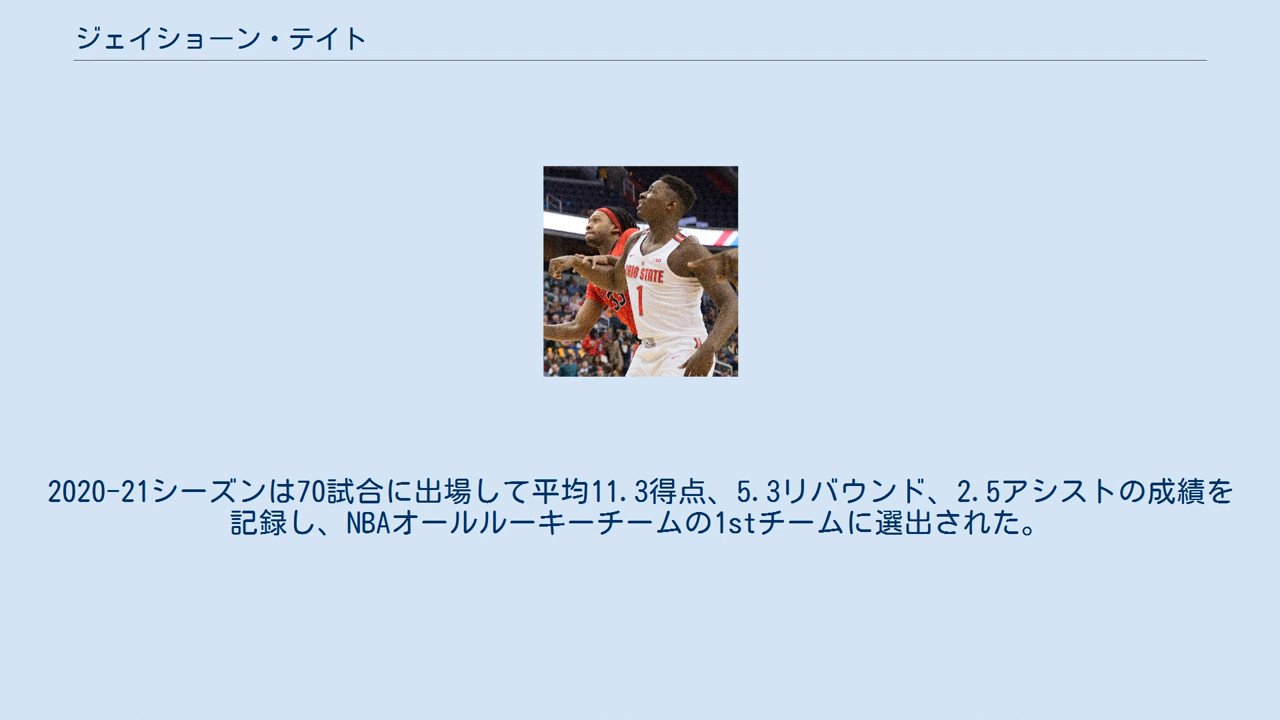 ジェイショーン・テイト
STATE
1
33
2020-21シーズンは70試合に出場して平均11.3得点、5.3リバウンド、2.5アシストの成績を
記録し、NBAオールルーキーチームの1stチームに選出された。